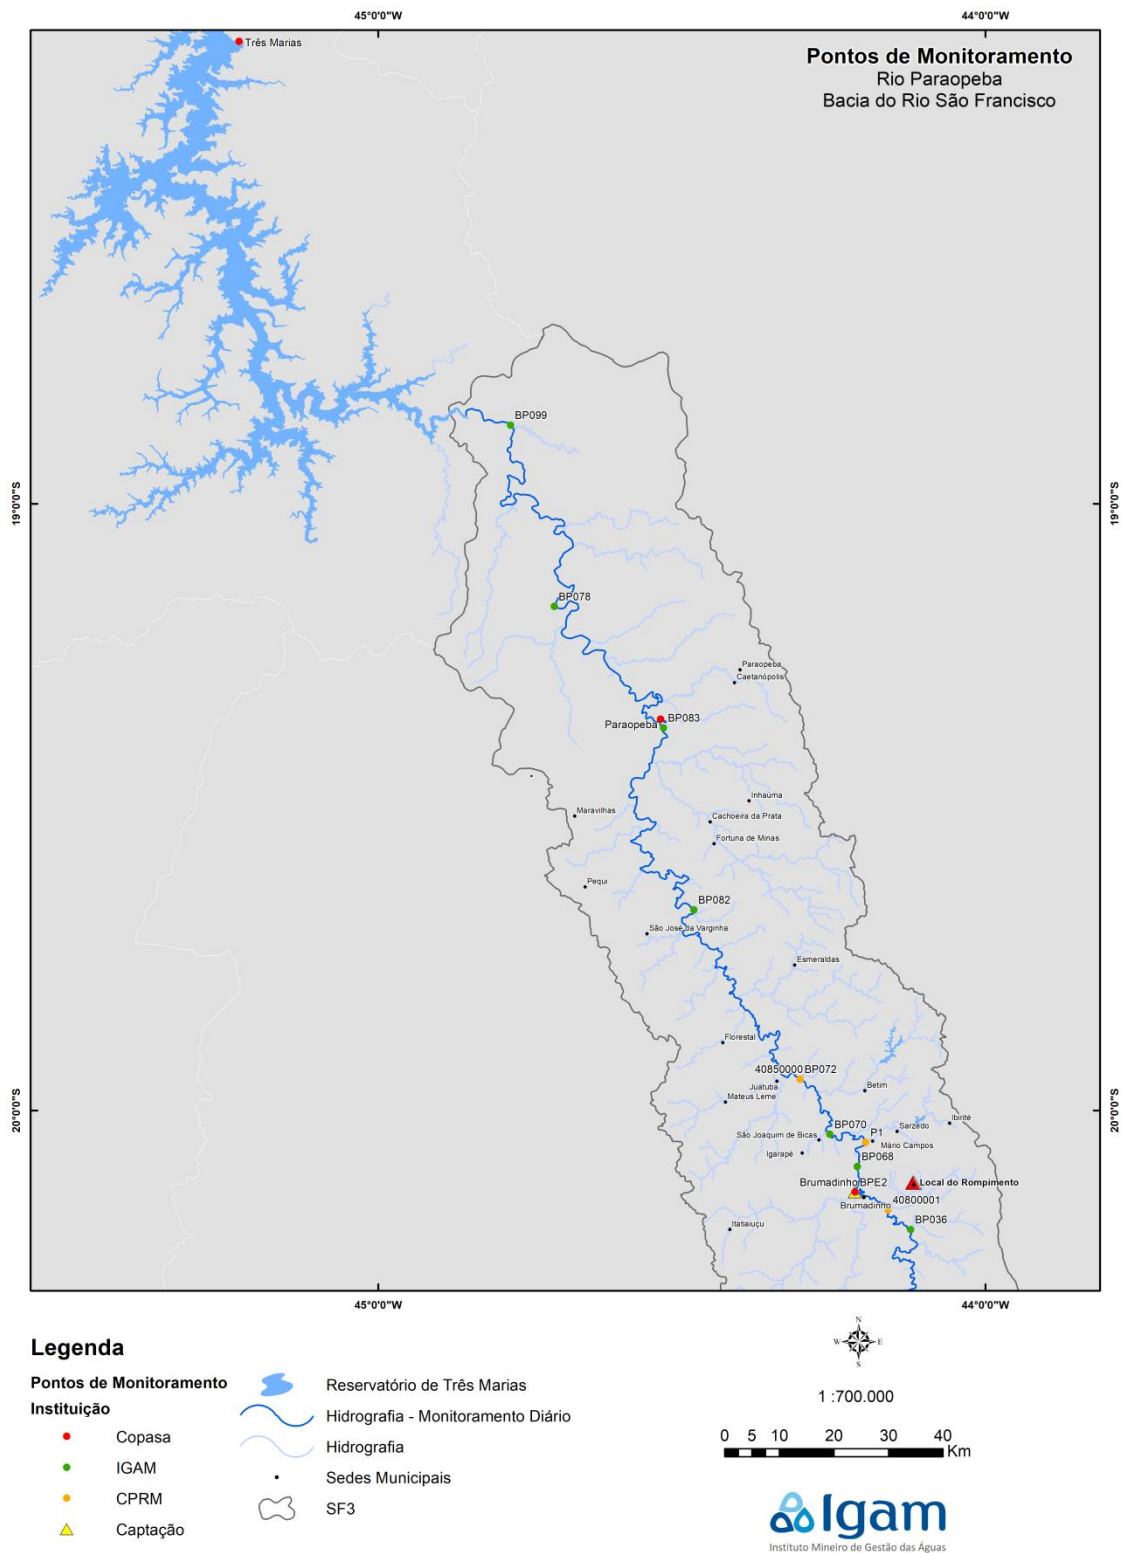 45°0'0"W
44°0'0"W
Três Marias
Pontos de Monitoramento
Rio Paraopeba
Bacia do Rio São Francisco
BP099
19°0'0"S
19°0'0"S
BP078
Paraopeba
Caetanópolis
BP083
Paraopeba
Inhaúma
Maravilhas
Cachoeira da Prata
Fortuna de Minas
Pequi
BP082
São José da Varginha
Esmeraldas
Florestal
40850000 BP072
Juatuba
Betim
Mateus Leme
20°0'0"S
20°0'0"S
Ibirité
BP070
P1
Sarzedo
São Joaquim de Bicas
Mário Campos
Igarapé
BP068
Brumadinho BPE2
Local do Rompimento
Brumadinho
40800001
BP036
Itatiaiuçu
45°0'0"W
44°0'0"W
Legenda
Pontos de Monitoramento
Instituição
Copasa
IGAM
CPRM
Captação
Reservatório de Três Marias
Hidrografia - Monitoramento Diário
Hidrografia
Sedes Municipais
SF3
N
W
E
S
1 :700.000
0 5 10 20 30 40
Km
Igam
Instituto Mineiro de Gestão das Águas